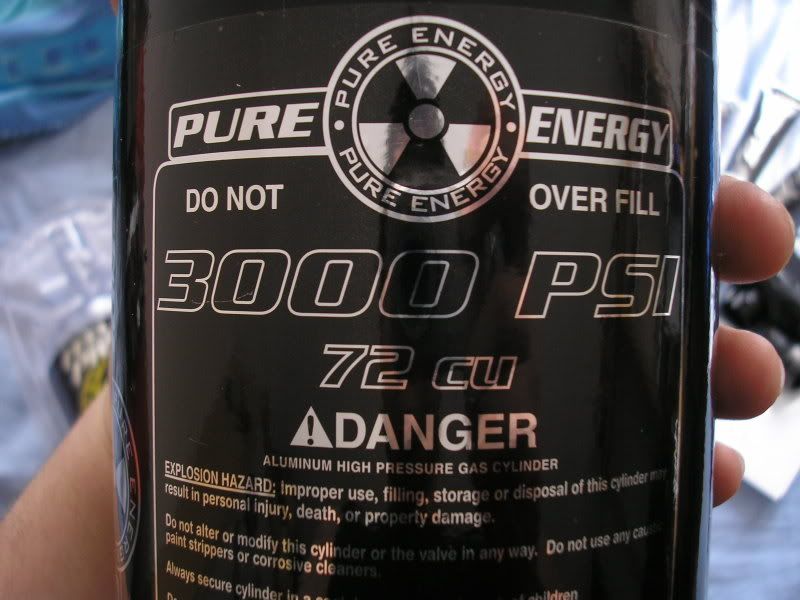 PURE ENERGY
PURE ENERGY
PURE
ENERGY
DO NOT
OVER FILL
3000 PSI
72 cu
DANGER
ALUMINUM HIGH PRESSURE GAS CYLINDER
EXPLOSION HAZARD: Improper use, filling, storage or disposal of this cylinder may
result in personal injury, death, or property damage.
Do not alter or modify this cylinder or the valve in any way. Do not use any
paint strippers or corrosive cleaners.
Always secure cylinder in a
of children